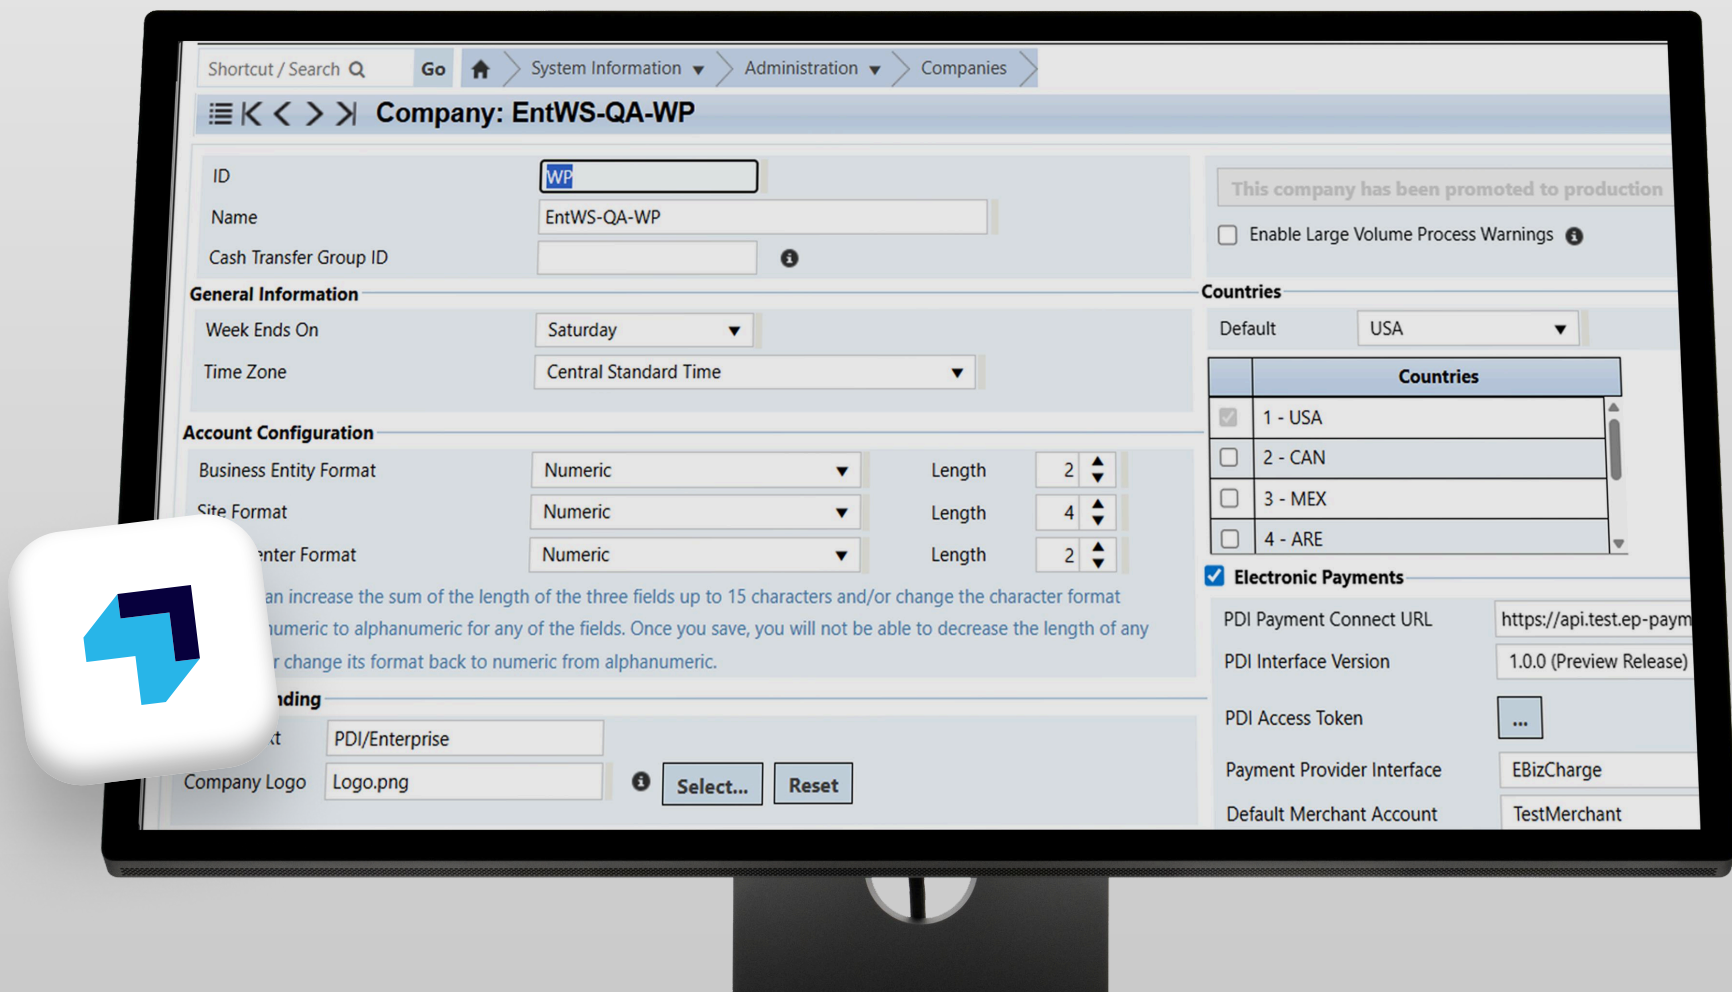 Shortcut / Search Go System Information Administration Companies
Company: EntWS-QA-WP
ID WP
Name EntWS-QA-WP
Cash Transfer Group ID
This company has been promoted to production
Enable Large Volume Process Warnings
General Information
Week Ends On Saturday
Time Zone Central Standard Time
Countries
Default USA
Countries
1 - USA
2 - CAN
3 - MEX
4 - ARE
Account Configuration
Business Entity Format Numeric Length 2
Site Format Numeric Length 4
enter Format Numeric Length 2
an increase the sum of the length of the three fields up to 15 characters and/or change the character format
numeric to alphanumeric for any of the fields. Once you save, you will not be able to decrease the length of any
r change its format back to numeric from alphanumeric.
Electronic Payments
PDI Payment Connect URL https://api.test.ep-paym
PDI Interface Version 1.0.0 (Preview Release)
PDI Access Token ...
Payment Provider Interface EBizCharge
Default Merchant Account TestMerchant
nding
xt PDI/Enterprise
Company Logo Logo.png Select... Reset